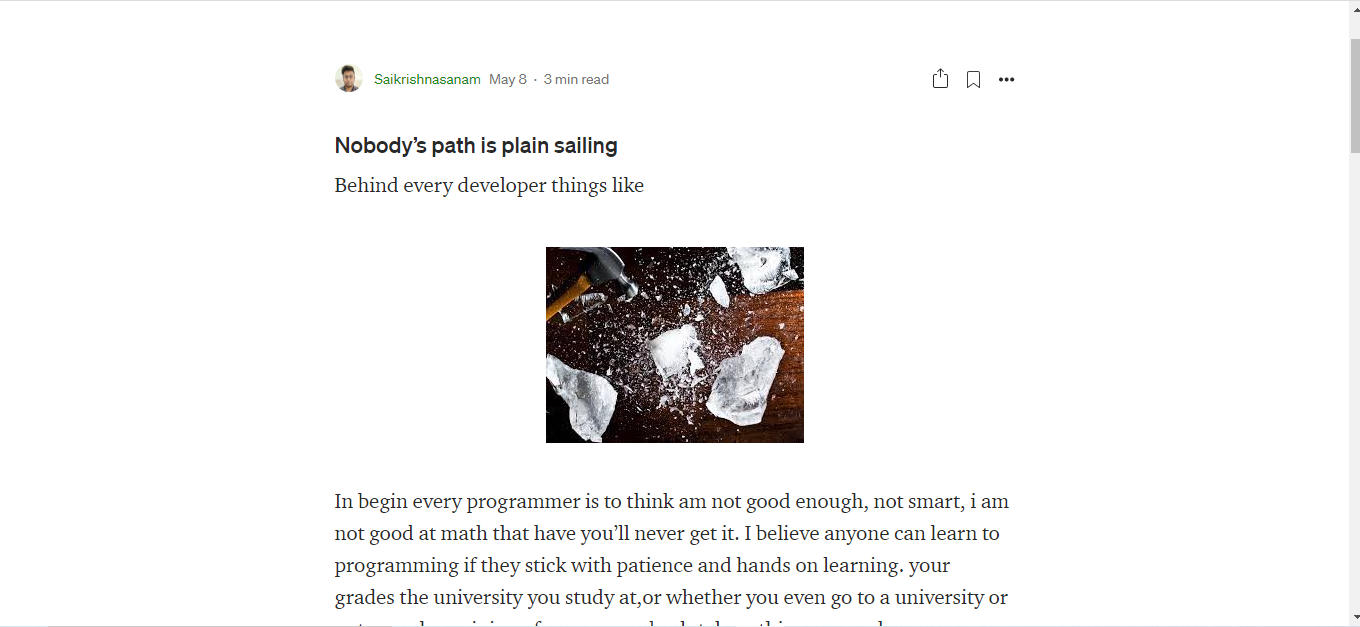 Saikrishnasanam May 8 · 3 min read
Nobody’s path is plain sailing
Behind every developer things like
In begin every programmer is to think am not good enough, not smart, i am
not good at math that have you’ll never get it. I believe anyone can learn to
programming if they stick with patience and hands on learning. your
grades the university you study at,or whether you even go to a university or